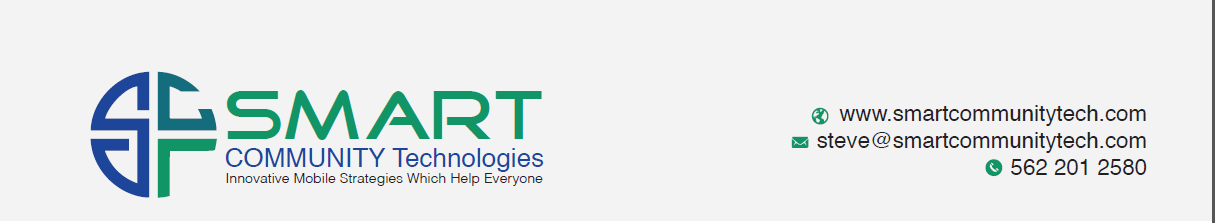 SMART
COMMUNITY Technologies
Innovative Mobile Strategies Which Help Everyone
www.smartcommunitytech.com
steve@smartcommunitytech.com
562 201 2580